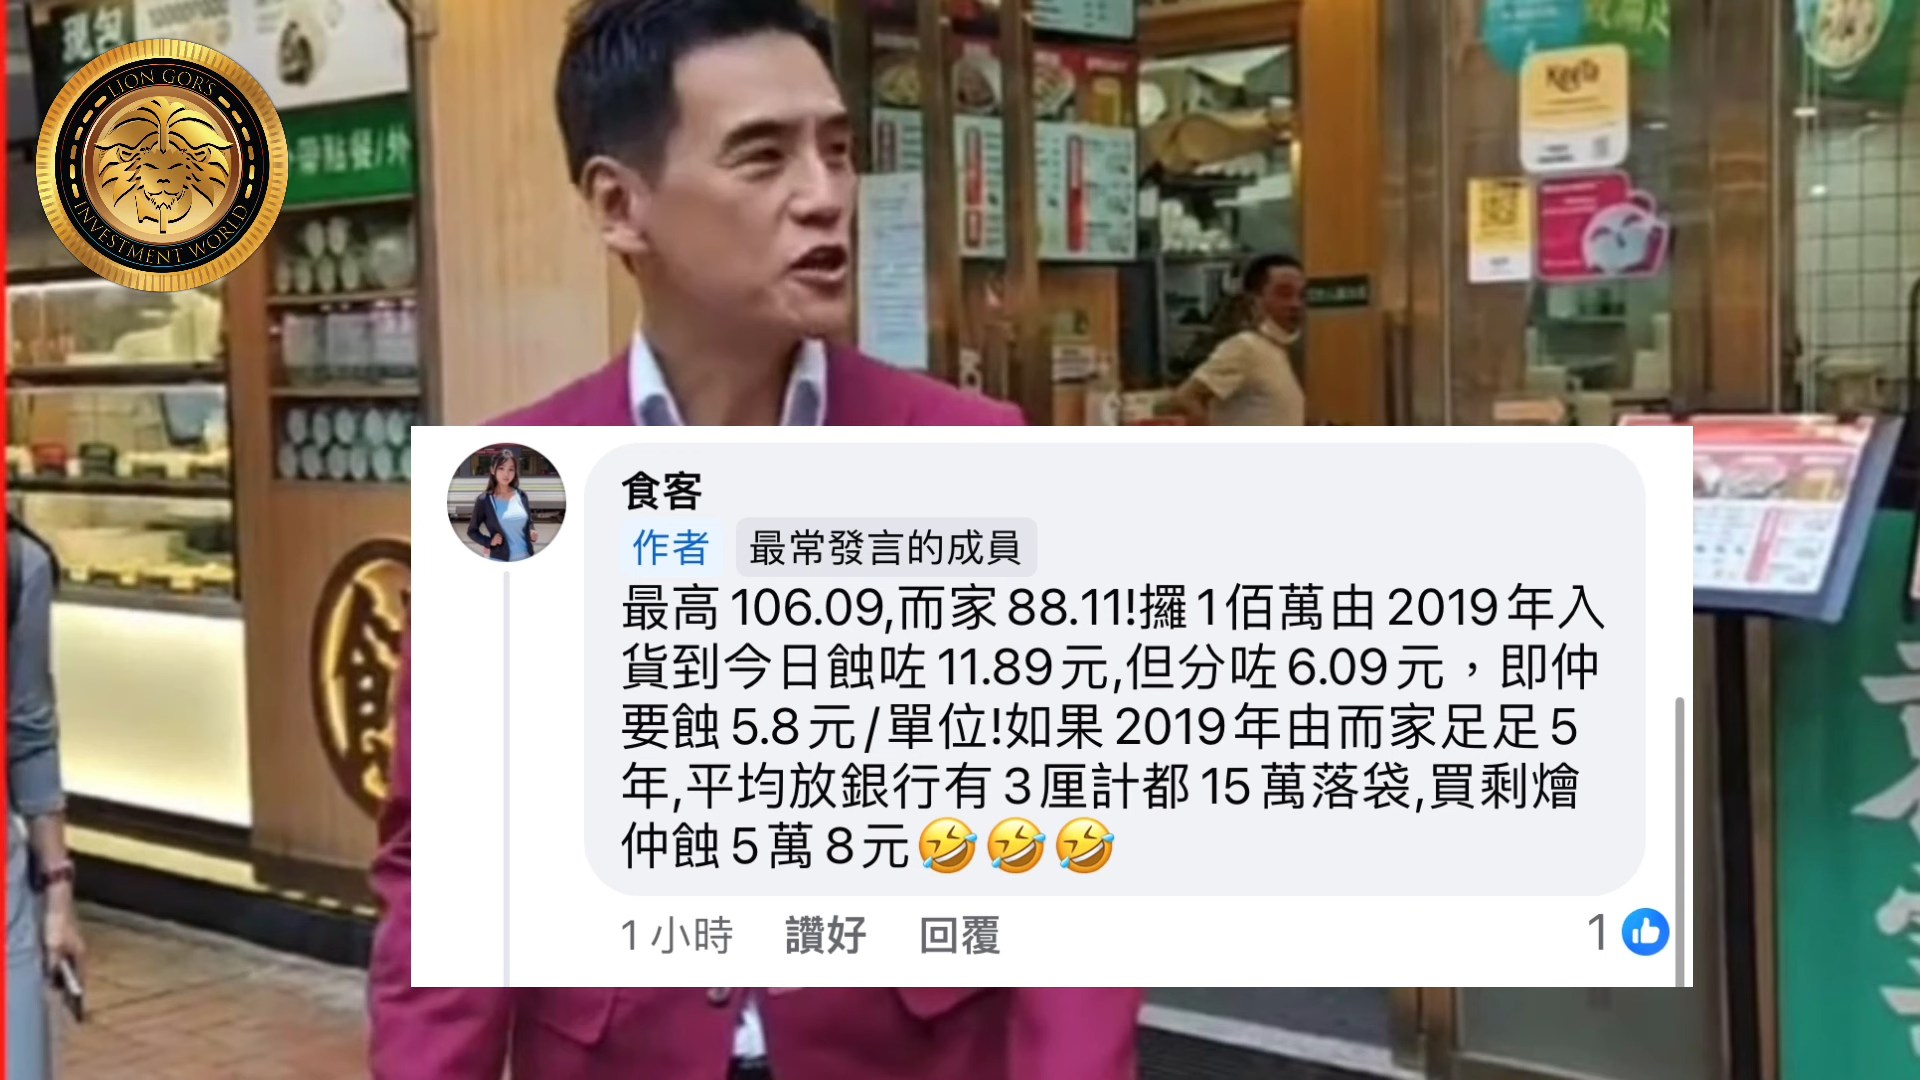 現包
LION GORS
INVESTMENT WORLD
KeeTa
食客
作者 最常發言的成員
最高106.09,而家88.11!攞1佰萬由2019年入
貨到今日蝕咗11.89元,但分咗6.09元，即仲
要蝕5.8元/單位!如果2019年由而家足足5
年,平均放銀行有3厘計都15萬落袋,買剩燴
仲蝕5萬8元🤣🤣🤣
1小時 讚好 回覆
1